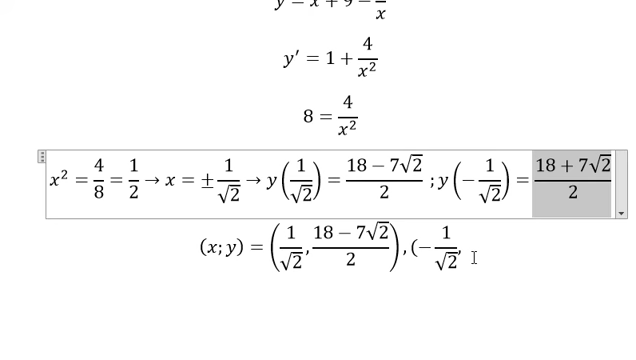 y = x + 9 − —/x
y′ = 1 + 4/x²
8 = 4/x²
x² = 4/8 = 1/2 → x = ± 1/√2 → y(1/√2) = (18 − 7√2)/2 ; y(− 1/√2) = (18 + 7√2)/2
(x; y) = (1/√2, (18 − 7√2)/2), (− 1/√2,